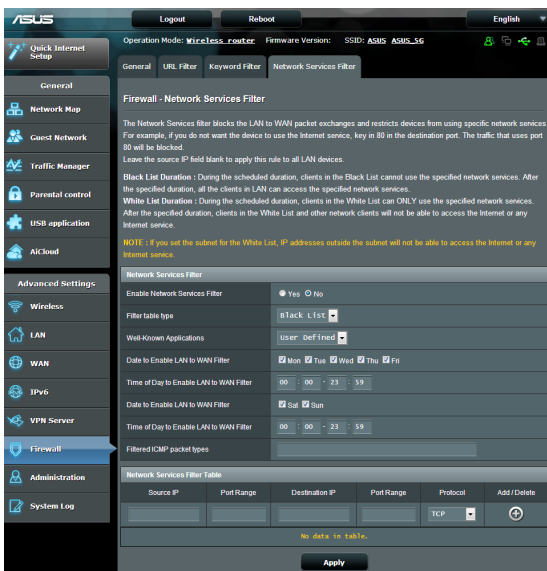 ASUS
Logout
Reboot
English
Quick Internet Setup
Operation Mode: Wireless router Firmware Version: SSID: ASUS ASUS_5G
General
URL Filter
Keyword Filter
Network Services Filter
General
Network Map
Guest Network
Traffic Manager
Parental control
USB application
AiCloud
Advanced Settings
Wireless
LAN
WAN
IPv6
VPN Server
Firewall
Administration
System Log
Firewall - Network Services Filter
The Network Services filter blocks the LAN to WAN packet exchanges and restricts devices from using specific network services
For example, if you do not want the device to use the Internet service, key in 80 in the destination port. The traffic that uses port
80 will be blocked.
Leave the source IP field blank to apply this rule to all LAN devices.
Black List Duration : During the scheduled duration, clients in the Black List cannot use the specified network services. After
the specified duration, all the clients in LAN can access the specified network services.
White List Duration : During the scheduled duration, clients in the White List can ONLY use the specified network services.
After the specified duration, clients in the White List and other network clients will not be able to access the Internet or any
Internet service.
NOTE : If you set the subnet for the White List, IP addresses outside the subnet will not be able to access the Internet or any
Internet service.
Network Services Filter
Enable Network Services Filter Yes No
Filter table type Black List
Well-Known Applications User Defined
Date to Enable LAN to WAN Filter Mon Tue Wed Thu Fri
Time of Day to Enable LAN to WAN Filter 00 : 00 - 23 : 59
Date to Enable LAN to WAN Filter Sat Sun
Time of Day to Enable LAN to WAN Filter 00 : 00 - 23 : 59
Filtered ICMP packet types
Network Services Filter Table
Source IP Port Range Destination IP Port Range Protocol Add / Delete
TCP
No data in table.
Apply